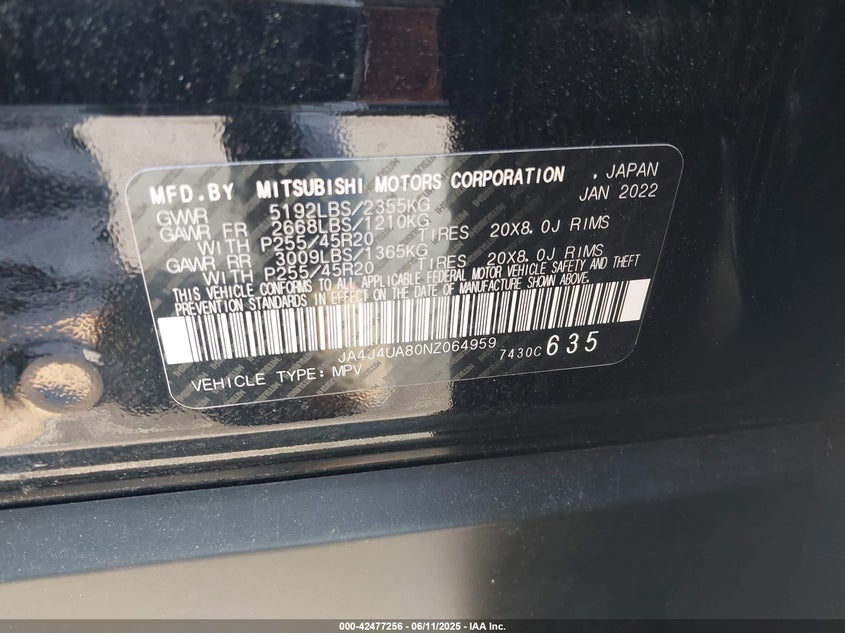 MFD.BY MITSUBISHI MOTORS CORPORATION , JAPAN
GVWR 5192LBS/2355KG JAN 2022
GAWR FR 2668LBS/1210KG
WITH P255/45R20 TIRES 20X8.0J RIMS
GAWR RR 3009LBS/1365KG
WITH P255/45R20 TIRES 20X8.0J RIMS
THIS VEHICLE CONFORMS TO ALL APPLICABLE FEDERAL MOTOR VEHICLE SAFETY AND THEFT
PREVENTION STANDARDS IN EFFECT ON THE DATE OF MANUFACTURE SHOWN ABOVE.
JA4J4UA80NZ064959 7430C 635
VEHICLE TYPE: MPV
000-42477256 - 06/11/2025 - IAA Inc.